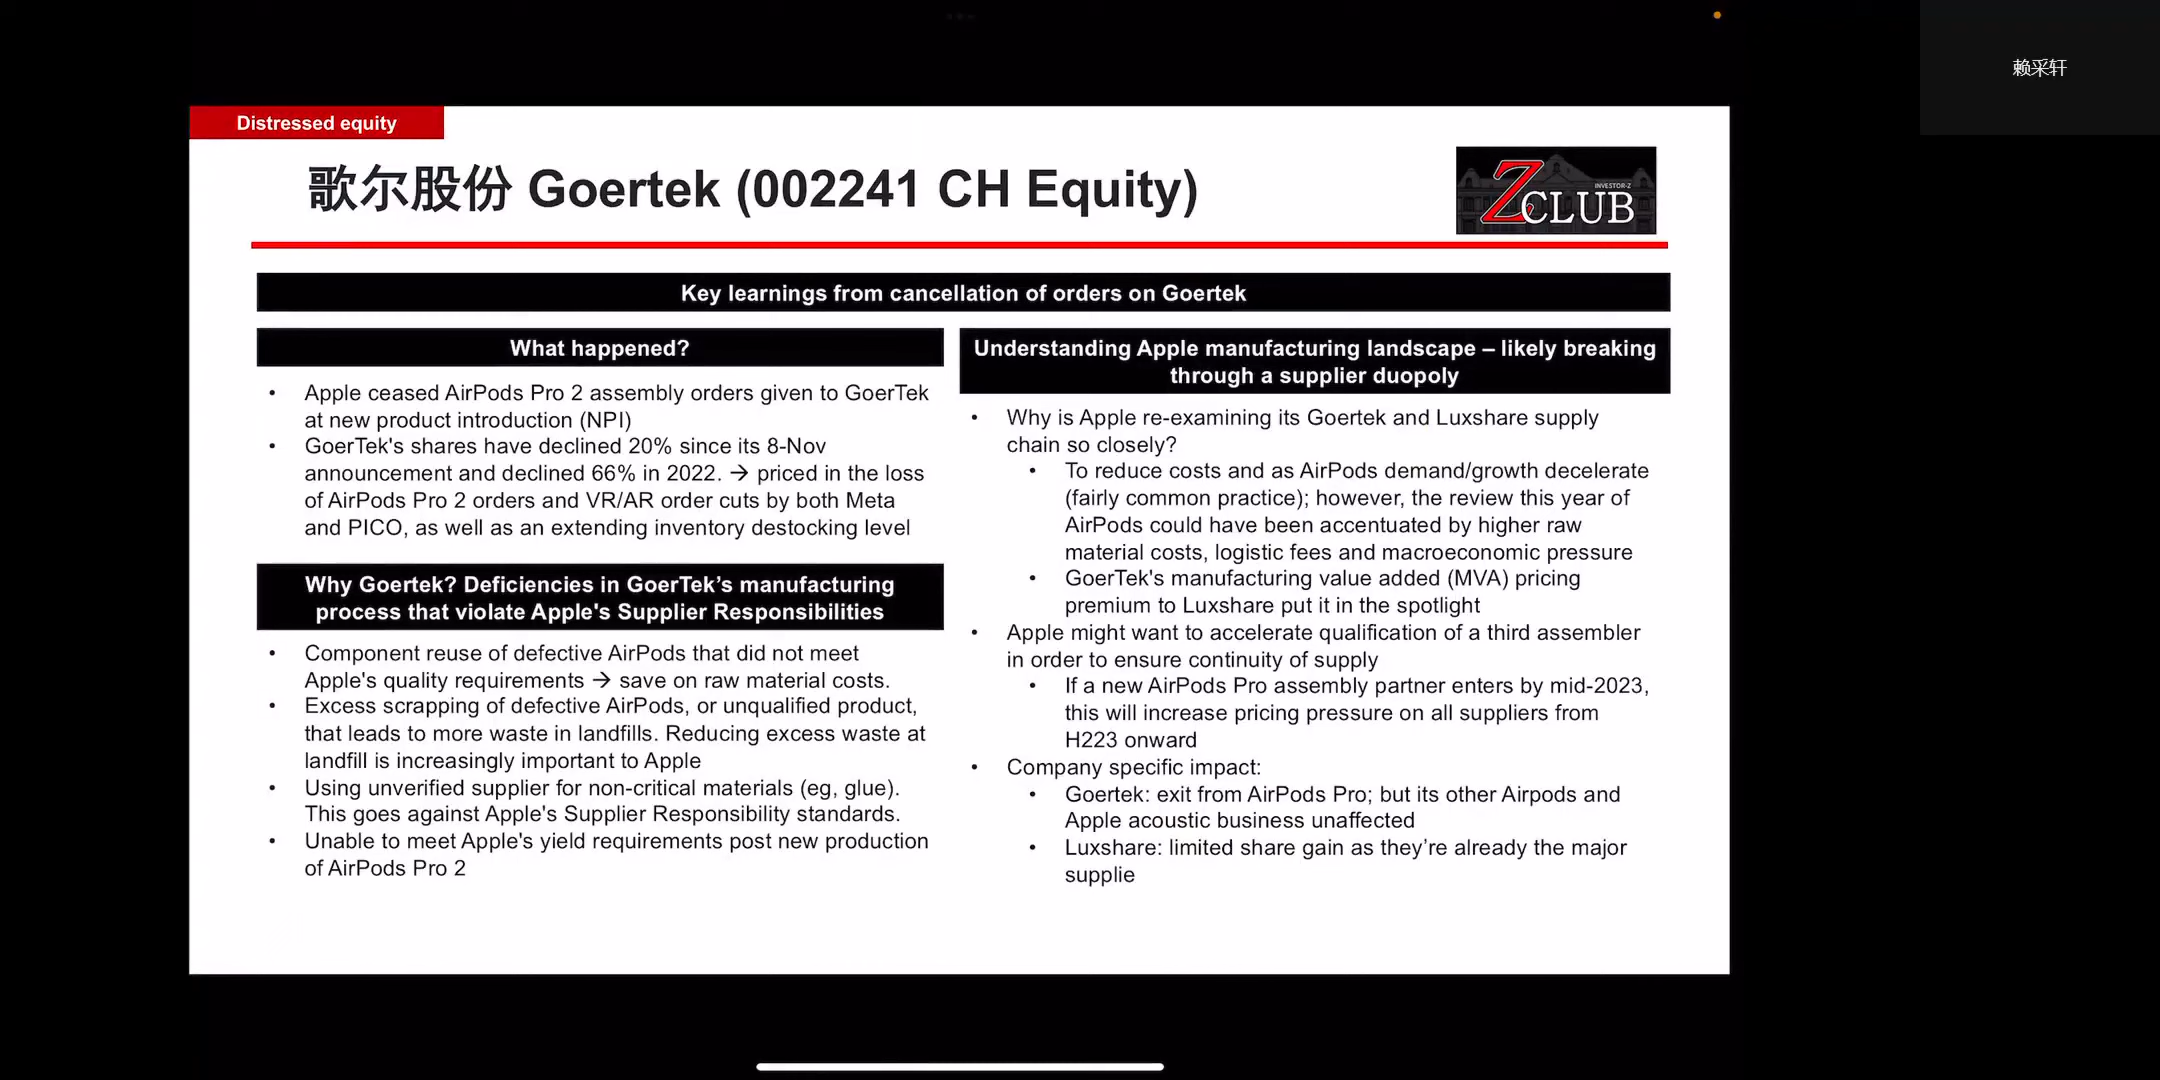 赖采轩
Distressed equity
歌尔股份 Goertek (002241 CH Equity)
INVESTOR-Z
ZCLUB
Key learnings from cancellation of orders on Goertek
What happened?
• Apple ceased AirPods Pro 2 assembly orders given to GoerTek
at new product introduction (NPI)
• GoerTek's shares have declined 20% since its 8-Nov
announcement and declined 66% in 2022. → priced in the loss
of AirPods Pro 2 orders and VR/AR order cuts by both Meta
and PICO, as well as an extending inventory destocking level
Why Goertek? Deficiencies in GoerTek’s manufacturing
process that violate Apple's Supplier Responsibilities
• Component reuse of defective AirPods that did not meet
Apple's quality requirements → save on raw material costs.
• Excess scrapping of defective AirPods, or unqualified product,
that leads to more waste in landfills. Reducing excess waste at
landfill is increasingly important to Apple
• Using unverified supplier for non-critical materials (eg, glue).
This goes against Apple's Supplier Responsibility standards.
• Unable to meet Apple's yield requirements post new production
of AirPods Pro 2
Understanding Apple manufacturing landscape – likely breaking
through a supplier duopoly
• Why is Apple re-examining its Goertek and Luxshare supply
chain so closely?
• To reduce costs and as AirPods demand/growth decelerate
(fairly common practice); however, the review this year of
AirPods could have been accentuated by higher raw
material costs, logistic fees and macroeconomic pressure
• GoerTek's manufacturing value added (MVA) pricing
premium to Luxshare put it in the spotlight
• Apple might want to accelerate qualification of a third assembler
in order to ensure continuity of supply
• If a new AirPods Pro assembly partner enters by mid-2023,
this will increase pricing pressure on all suppliers from
H223 onward
• Company specific impact:
• Goertek: exit from AirPods Pro; but its other Airpods and
Apple acoustic business unaffected
• Luxshare: limited share gain as they’re already the major
supplie